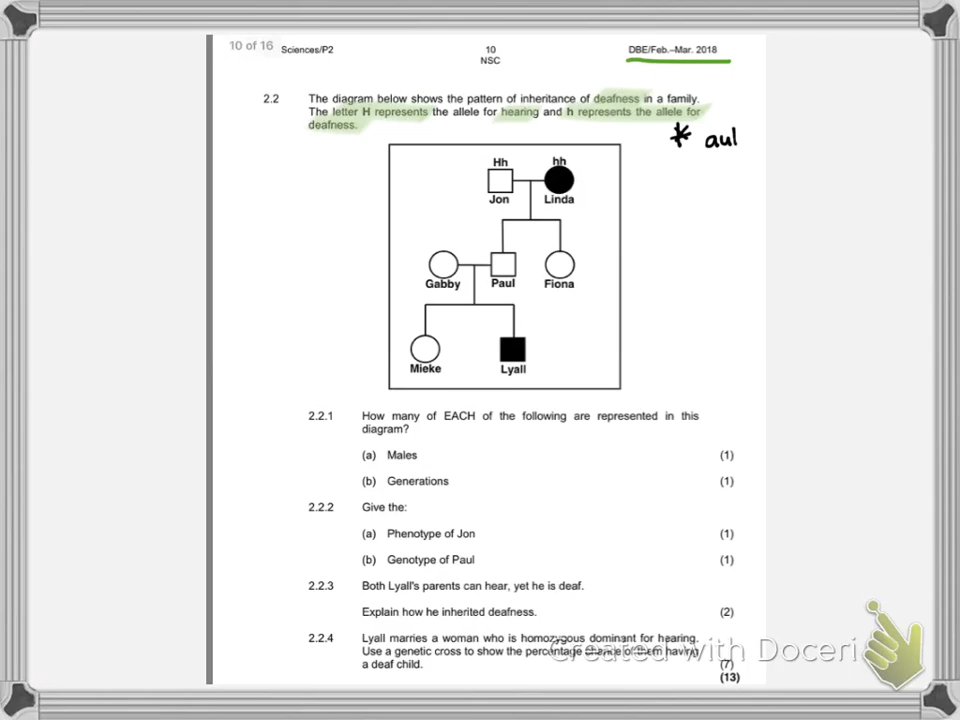 10 of 16 Sciences/P2 10 DBE/Feb.–Mar. 2018
NSC
2.2 The diagram below shows the pattern of inheritance of deafness in a family.
The letter H represents the allele for hearing and h represents the allele for
deafness.
* aul
Hh hh
Jon Linda
Gabby Paul Fiona
Mieke Lyall
2.2.1 How many of EACH of the following are represented in this
diagram?
(a) Males (1)
(b) Generations (1)
2.2.2 Give the:
(a) Phenotype of Jon (1)
(b) Genotype of Paul (1)
2.2.3 Both Lyall's parents can hear, yet he is deaf.
Explain how he inherited deafness. (2)
2.2.4 Lyall marries a woman who is homozygous dominant for hearing.
Use a genetic cross to show the percentage chance of them having
a deaf child. (7)
(13)
Created with Doceri